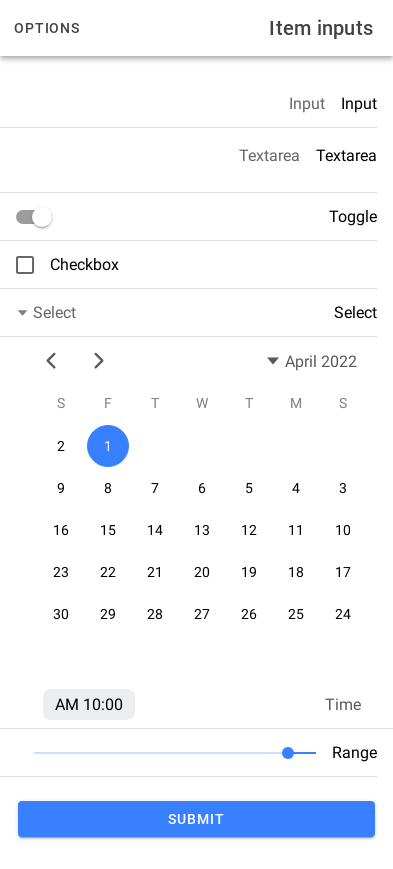 OPTIONS Item inputs
Input Input
Textarea Textarea
Toggle
Checkbox
Select Select
April 2022
S F T W T M S
2 1
9 8 7 6 5 4 3
16 15 14 13 12 11 10
23 22 21 20 19 18 17
30 29 28 27 26 25 24
AM 10:00 Time
Range
SUBMIT